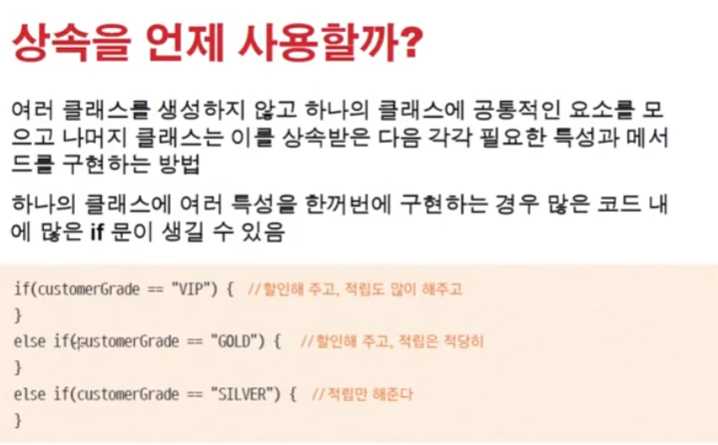 상속을 언제 사용할까?
여러 클래스를 생성하지 않고 하나의 클래스에 공통적인 요소를 모
으고 나머지 클래스는 이를 상속받은 다음 각각 필요한 특성과 메서
드를 구현하는 방법
하나의 클래스에 여러 특성을 한꺼번에 구현하는 경우 많은 코드 내
에 많은 if 문이 생길 수 있음
if(customerGrade == "VIP") { //할인해 주고, 적립도 많이 해주고
}
else if(customerGrade == "GOLD") { //할인해 주고, 적립은 적당히
}
else if(customerGrade == "SILVER") { //적립만 해준다
}